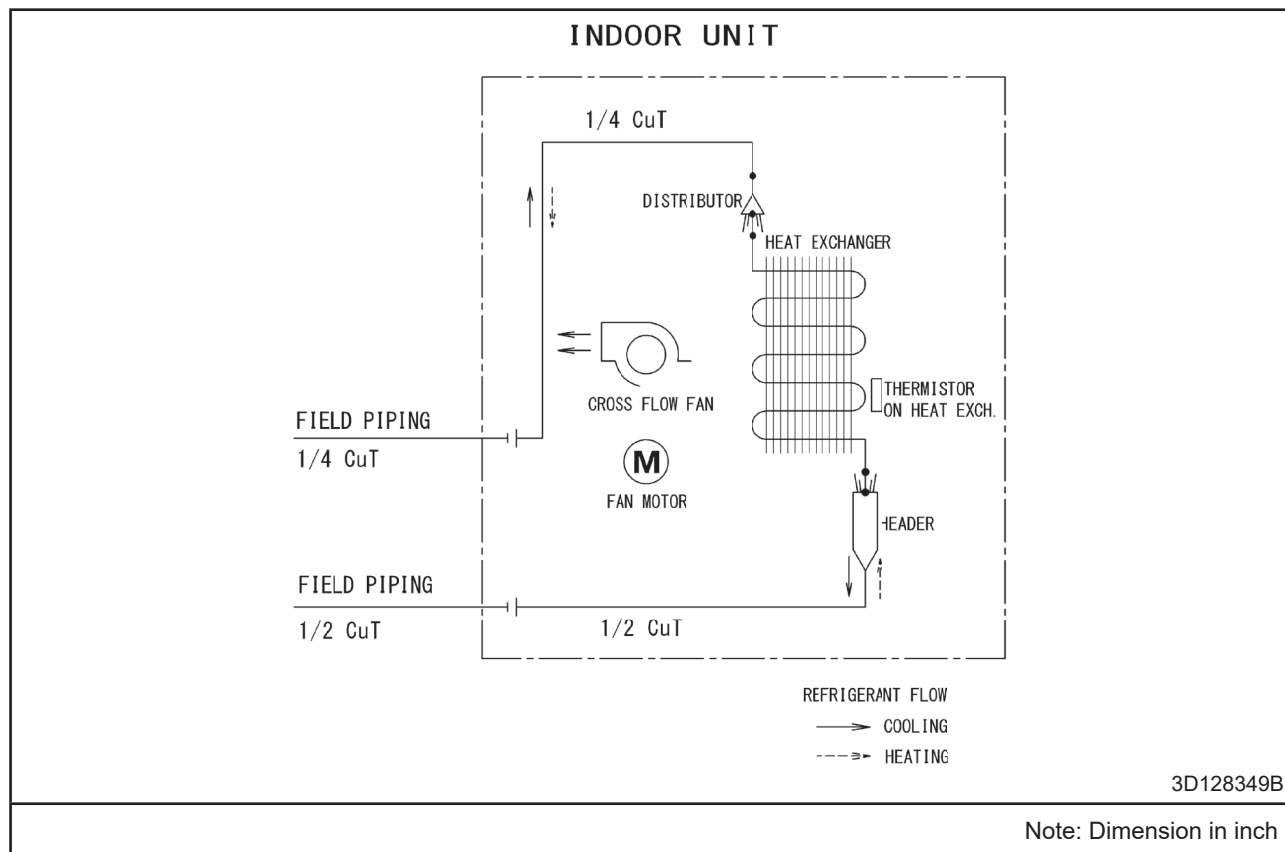 INDOOR UNIT
1/4 CuT
DISTRIBUTOR
HEAT EXCHANGER
THERMISTOR
ON HEAT EXCH.
CROSS FLOW FAN
FIELD PIPING
1/4 CuT
M
FAN MOTOR
HEADER
FIELD PIPING
1/2 CuT
1/2 CuT
REFRIGERANT FLOW
COOLING
HEATING
3D128349B
Note: Dimension in inch